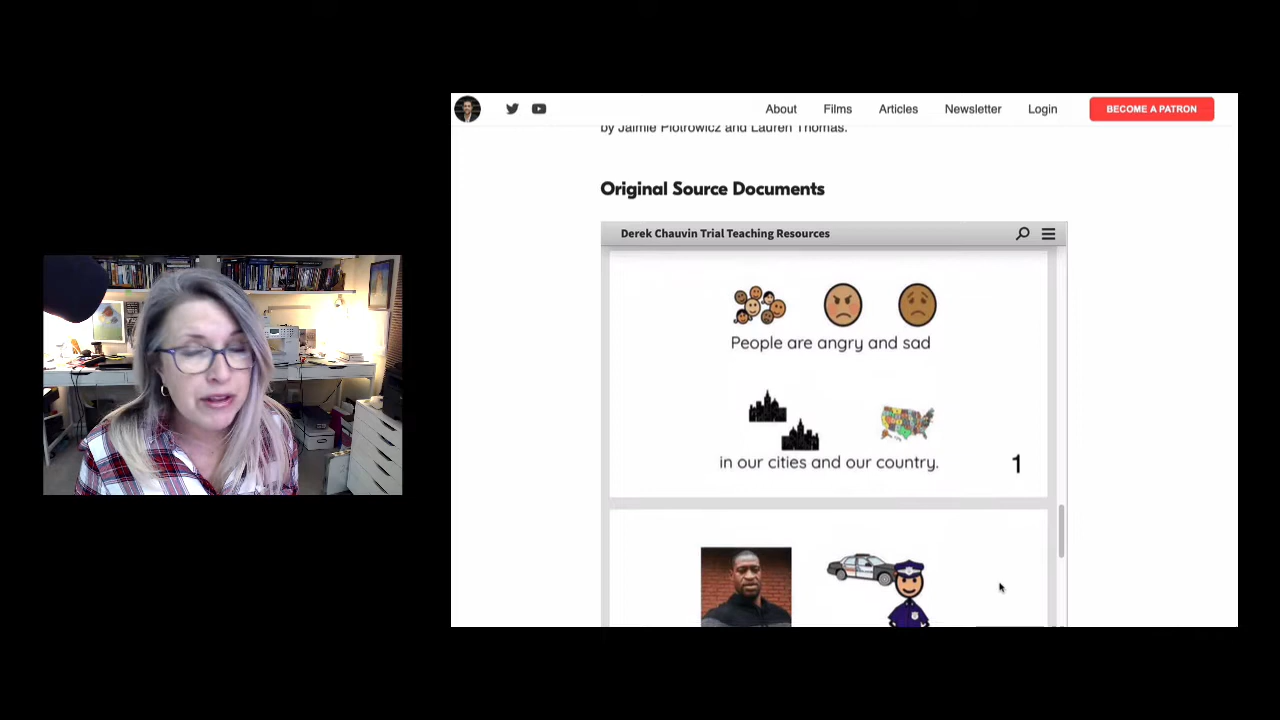 About Films Articles Newsletter Login BECOME A PATRON
by Jaimie Piotrowicz and Lauren Thomas.
Original Source Documents
Derek Chauvin Trial Teaching Resources
People are angry and sad
in our cities and our country.
1